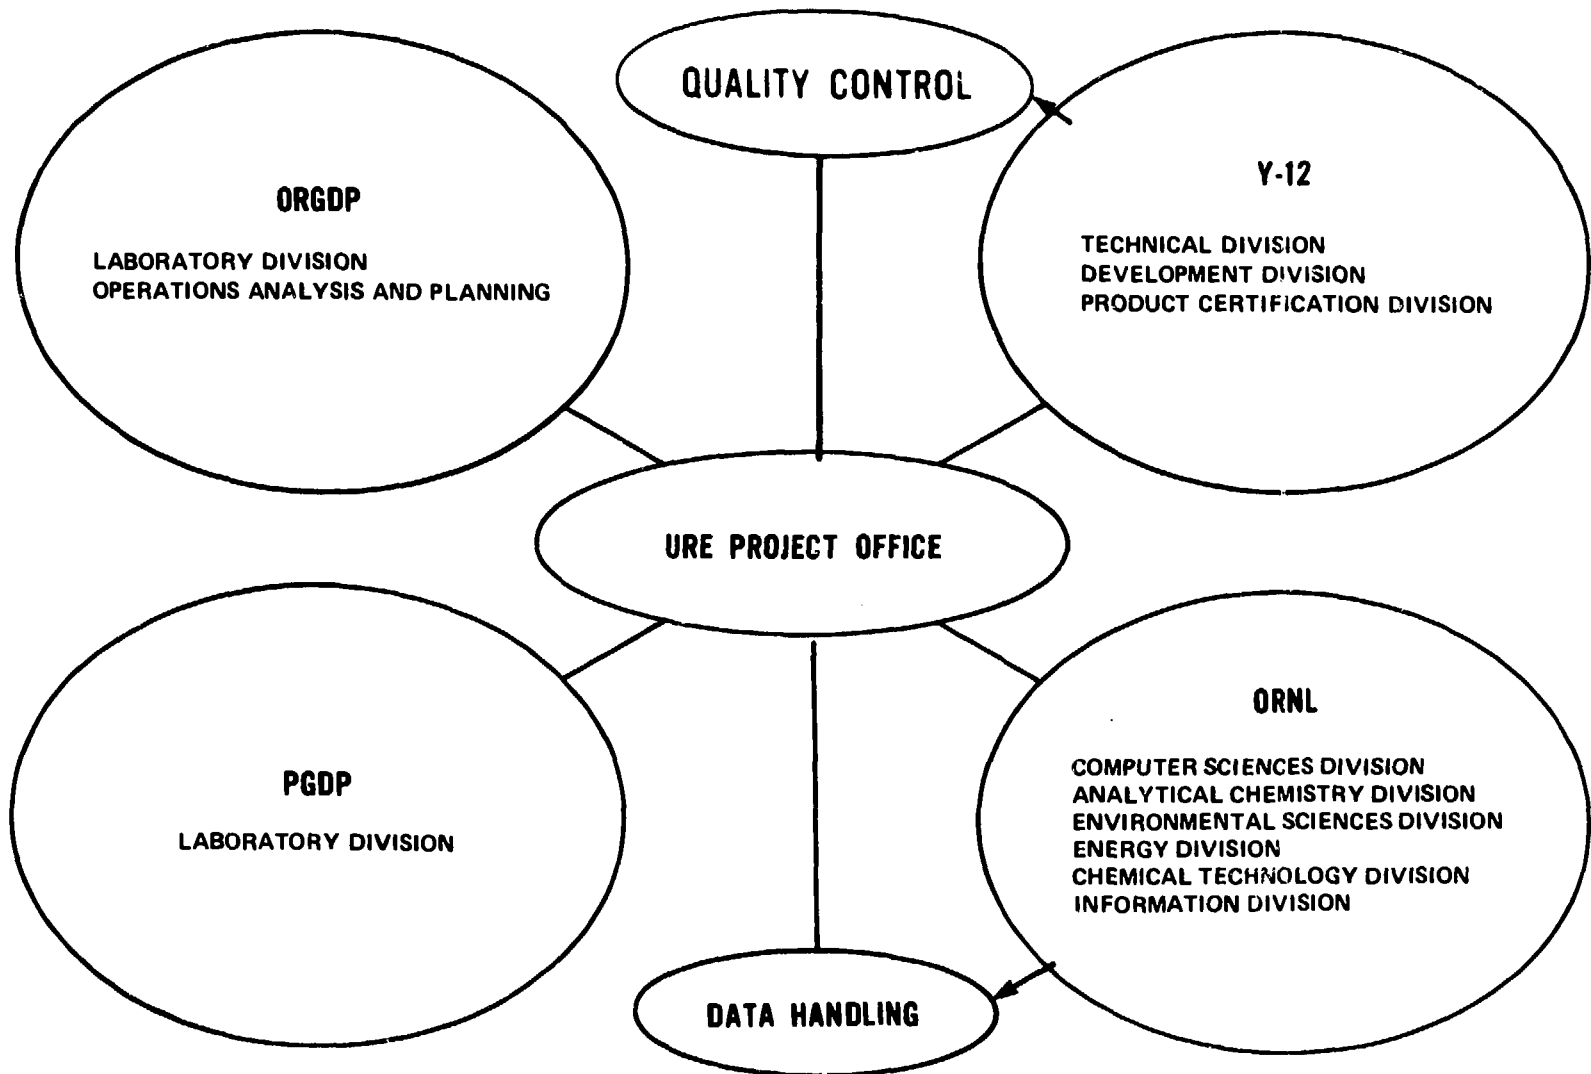 QUALITY CONTROL
ORGDP
LABORATORY DIVISION
OPERATIONS ANALYSIS AND PLANNING
Y-12
TECHNICAL DIVISION
DEVELOPMENT DIVISION
PRODUCT CERTIFICATION DIVISION
URE PROJECT OFFICE
PGDP
LABORATORY DIVISION
ORNL
COMPUTER SCIENCES DIVISION
ANALYTICAL CHEMISTRY DIVISION
ENVIRONMENTAL SCIENCES DIVISION
ENERGY DIVISION
CHEMICAL TECHNOLOGY DIVISION
INFORMATION DIVISION
DATA HANDLING